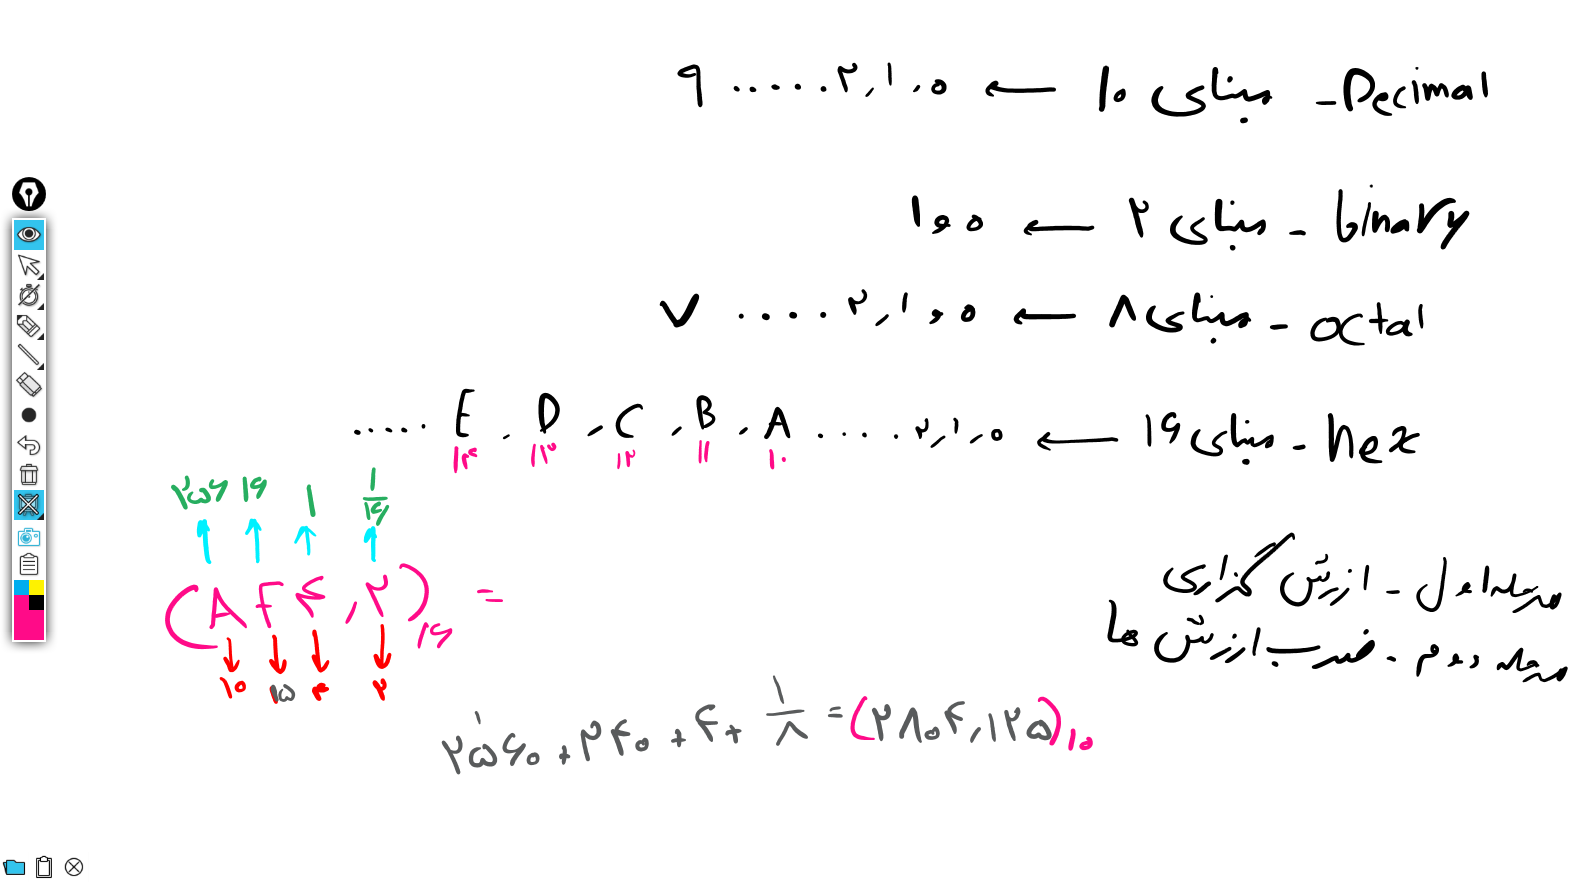 Decimal - مبنای ۱۰ ← ۰, ۱, ۲ ..... ۹
binary - مبنای ۲ ← ۰ و ۱
octal - مبنای ۸ ← ۰ و ۱, ۲ .... ۷
hex - مبنای ۱۶ ← ۰, ۱, ۲ .... A, B, C, D, E .....
۱۰ ۱۱ ۱۲ ۱۳ ۱۴
۲۵۶ ۱۶ ۱ ۱/۱۶
(AF۴,۲)۱۶ =
۱۰ ۱۵ ۴ ۲
مرحله اول - ارزش گزاری
مرحله دوم - ضرب ارزش ها
۲۵۶۰ + ۲۴۰ + ۴ + ۱/۸ = (۲۸۰۴,۱۲۵)۱۰